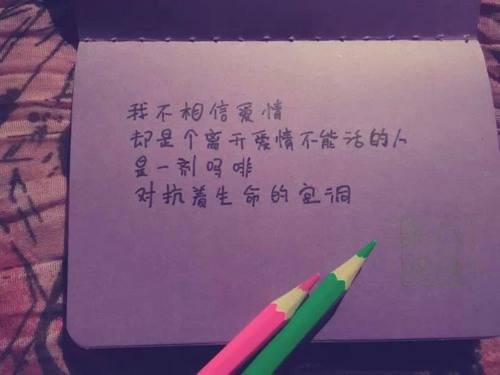 我不相信爱情
却是个离开爱情不能活的人
是一剂吗啡
对抗着生命的空洞